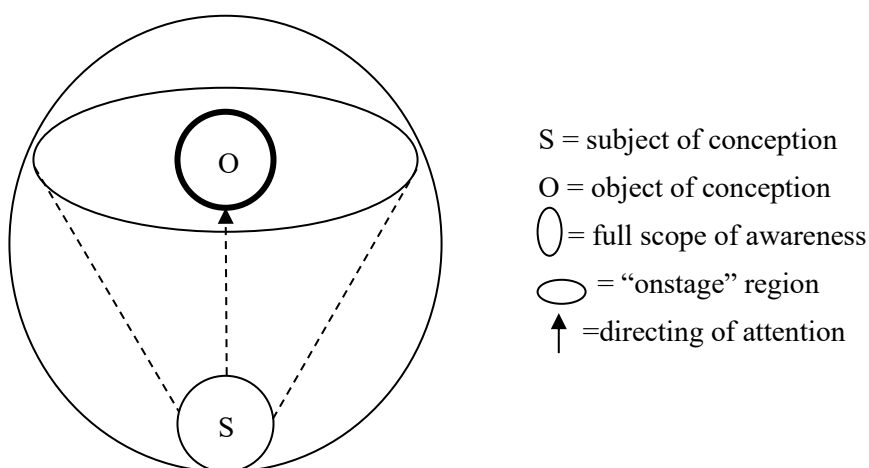 O
S
S = subject of conception
O = object of conception
= full scope of awareness
= “onstage” region
=directing of attention